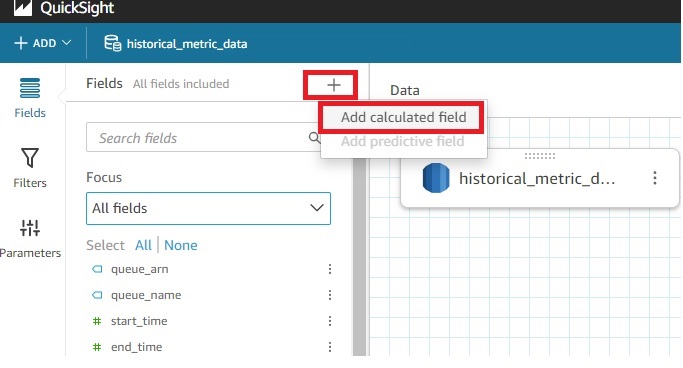 QuickSight
ADD historical_metric_data
Fields All fields included
Data
Add calculated field
Add predictive field
Search fields
Fields
Focus
All fields
historical_metric_d...
Filters
Select All None
Parameters
queue_arn
queue_name
start_time
end_time